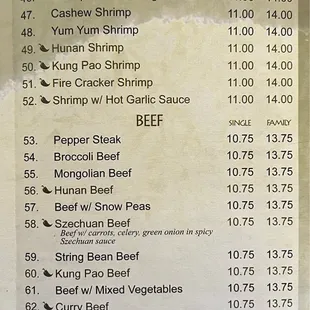 47. Cashew Shrimp 11.00 14.00
48. Yum Yum Shrimp 11.00 14.00
49. Hunan Shrimp 11.00 14.00
50. Kung Pao Shrimp 11.00 14.00
51. Fire Cracker Shrimp 11.00 14.00
52. Shrimp w/ Hot Garlic Sauce 11.00 14.00
BEEF SINGLE FAMILY
53. Pepper Steak 10.75 13.75
54. Broccoli Beef 10.75 13.75
55. Mongolian Beef 10.75 13.75
56. Hunan Beef 10.75 13.75
57. Beef w/ Snow Peas 10.75 13.75
58. Szechuan Beef 10.75 13.75
Beef w/ carrots, celery, green onion in spicy
Szechuan sauce
59. String Bean Beef 10.75 13.75
60. Kung Pao Beef 10.75 13.75
61. Beef w/ Mixed Vegetables 10.75 13.75
62. Curry Beef 10.75 13.75